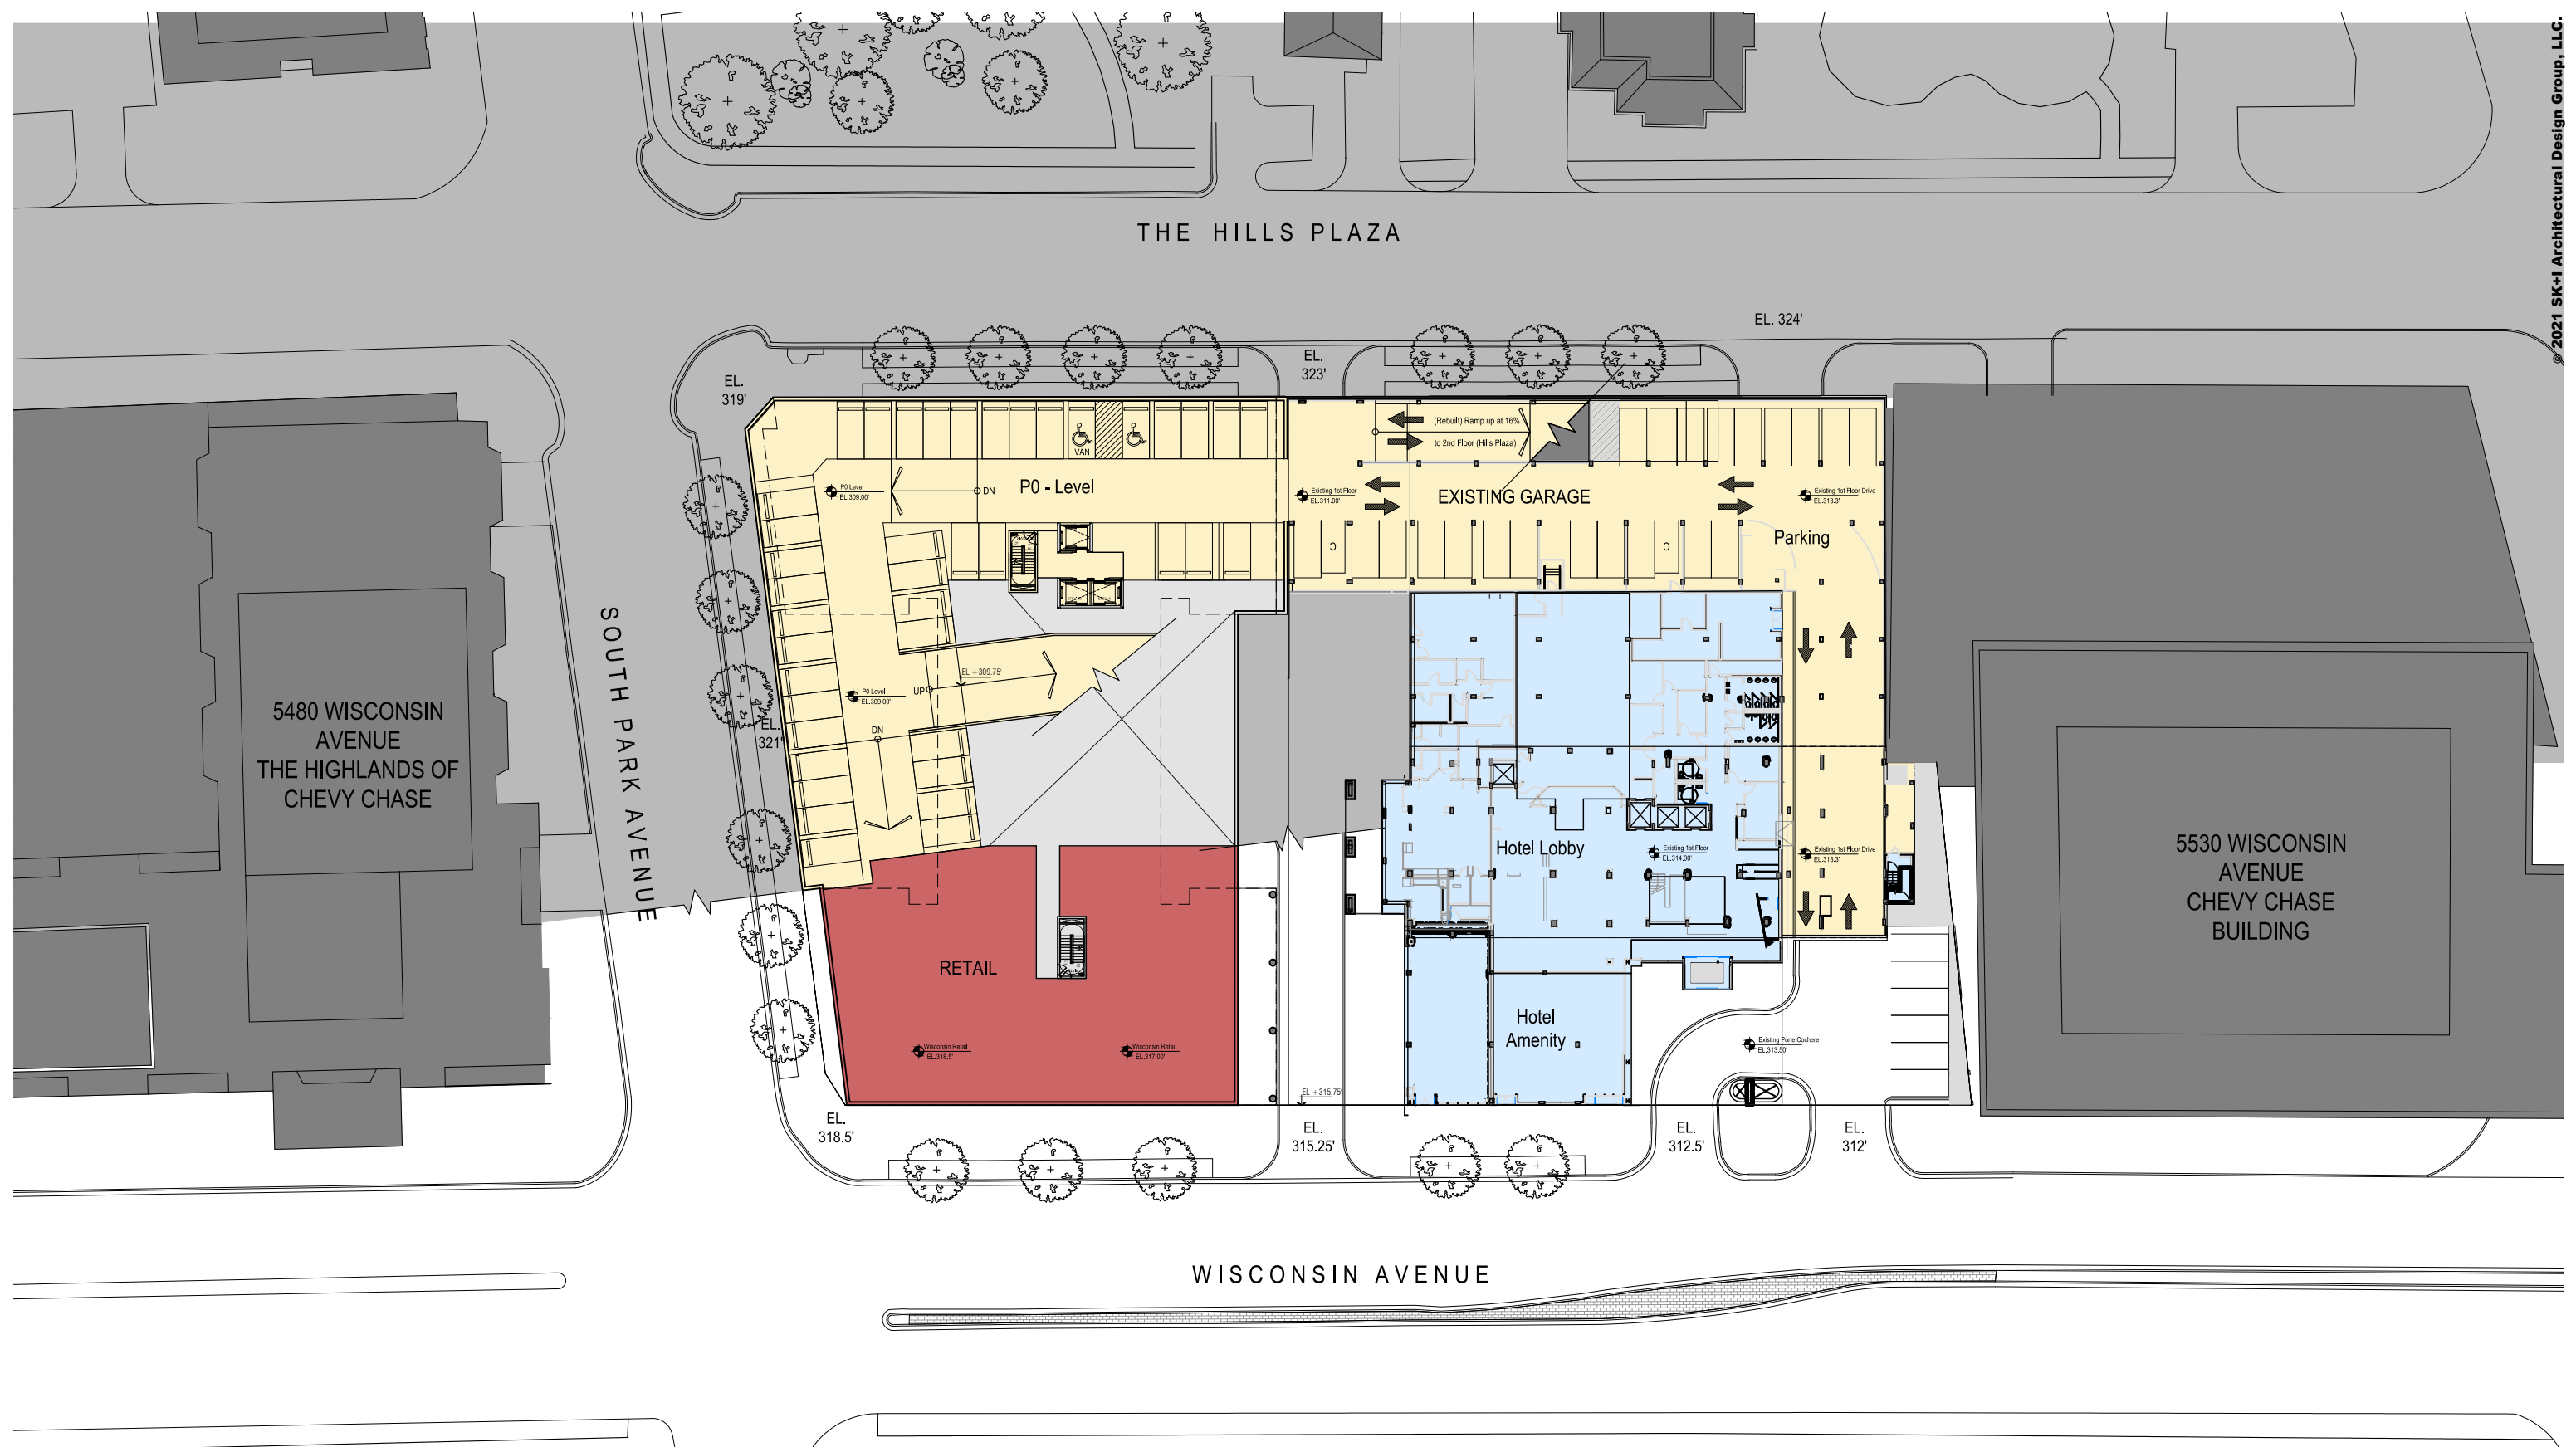 © 2021 SK+I Architectural Design Group, LLC.
THE HILLS PLAZA
EL. 324'
EL.
323'
EL.
319'
(Rebuilt) Ramp up at 16%
to 2nd Floor (Hills Plaza)
VAN
P0 Level
EL.309.00'
DN
P0 - Level
Existing 1st Floor
EL.311.00'
EXISTING GARAGE
Existing 1st Floor Drive
EL.313.3'
Parking
C
C
SOUTH PARK AVENUE
EL +309.75'
UP
P0 Level
EL.309.00'
DN
EL.
321'
5480 WISCONSIN
AVENUE
THE HIGHLANDS OF
CHEVY CHASE
Hotel Lobby
Existing 1st Floor
EL.314.00'
Existing 1st Floor Drive
EL.313.3'
5530 WISCONSIN
AVENUE
CHEVY CHASE
BUILDING
RETAIL
Wisconsin Retail
EL.318.5'
Wisconsin Retail
EL.317.00'
Hotel
Amenity
Existing Porte Cochere
EL.313.50'
EL +315.75'
EL.
318.5'
EL.
315.25'
EL.
312.5'
EL.
312'
WISCONSIN AVENUE